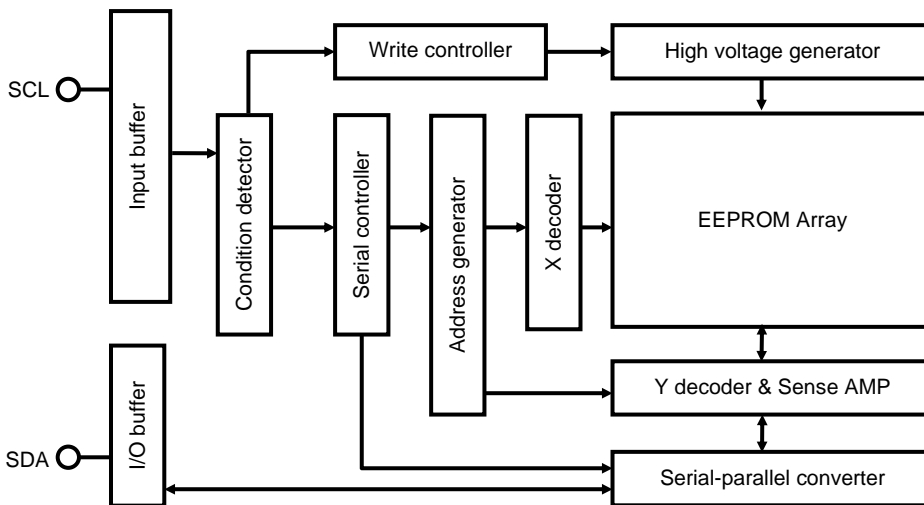 Write controller
High voltage generator
SCL
Input buffer
Condition detector
Serial controller
Address generator
X decoder
EEPROM Array
Y decoder & Sense AMP
SDA
I/O buffer
Serial-parallel converter